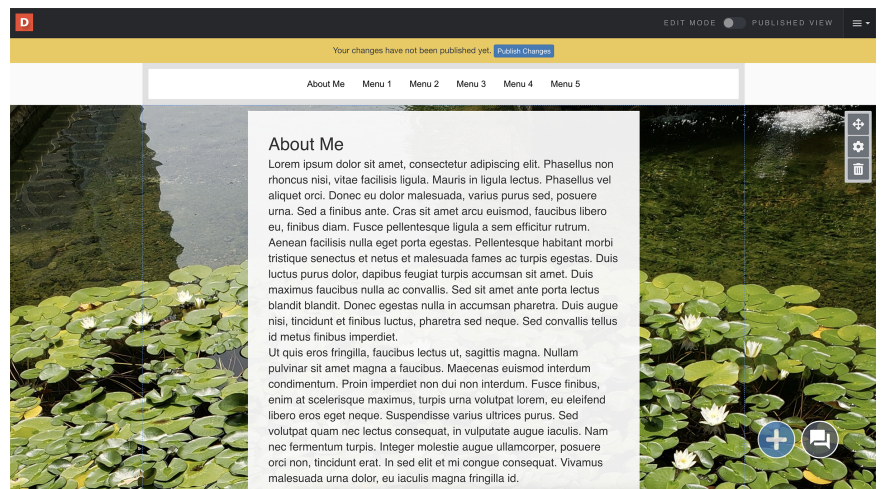 D
EDIT MODE PUBLISHED VIEW
Your changes have not been published yet. Publish Changes
About Me Menu 1 Menu 2 Menu 3 Menu 4 Menu 5
About Me
Lorem ipsum dolor sit amet, consectetur adipiscing elit. Phasellus non
rhoncus nisi, vitae facilisis ligula. Mauris in ligula lectus. Phasellus vel
aliquet orci. Donec eu dolor malesuada, varius purus sed, posuere
urna. Sed a finibus ante. Cras sit amet arcu euismod, faucibus libero
eu, finibus diam. Fusce pellentesque ligula a sem efficitur rutrum.
Aenean facilisis nulla eget porta egestas. Pellentesque habitant morbi
tristique senectus et netus et malesuada fames ac turpis egestas. Duis
luctus purus dolor, dapibus feugiat turpis accumsan sit amet. Duis
maximus faucibus nulla ac convallis. Sed sit amet ante porta lectus
blandit blandit. Donec egestas nulla in accumsan pharetra. Duis augue
nisi, tincidunt et finibus luctus, pharetra sed neque. Sed convallis tellus
id metus finibus imperdiet.
Ut quis eros fringilla, faucibus lectus ut, sagittis magna. Nullam
pulvinar sit amet magna a faucibus. Maecenas euismod interdum
condimentum. Proin imperdiet non dui non interdum. Fusce finibus,
enim at scelerisque maximus, turpis urna volutpat lorem, eu eleifend
libero eros eget neque. Suspendisse varius ultrices purus. Sed
volutpat quam nec lectus consequat, in vulputate augue iaculis. Nam
nec fermentum turpis. Integer molestie augue ullamcorper, posuere
orci non, tincidunt erat. In sed elit et mi congue consequat. Vivamus
malesuada urna dolor, eu iaculis magna fringilla id.